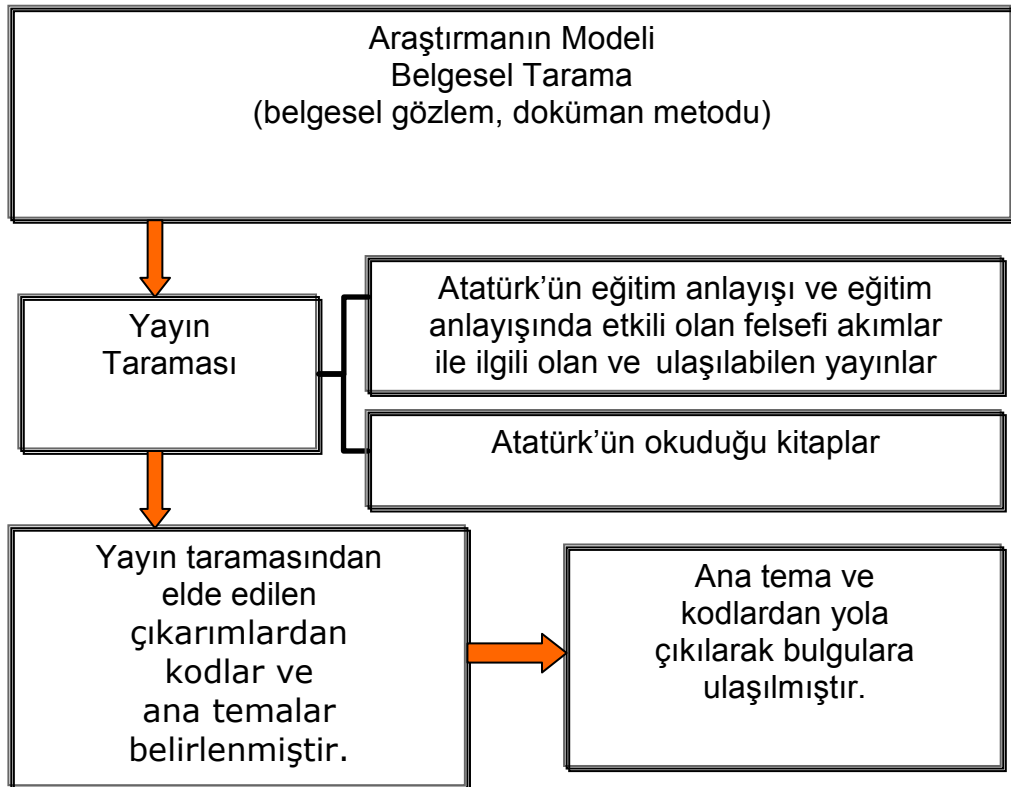 Araştırmanın Modeli
Belgesel Tarama
(belgesel gözlem, doküman metodu)
Yayın
Taraması
Atatürk’ün eğitim anlayışı ve eğitim
anlayışında etkili olan felsefi akımlar
ile ilgili olan ve ulaşılabilen yayınlar
Atatürk’ün okuduğu kitaplar
Yayın taramasından
elde edilen
çıkarımlardan
kodlar ve
ana temalar
belirlenmiştir.
Ana tema ve
kodlardan yola
çıkılarak bulgulara
ulaşılmıştır.